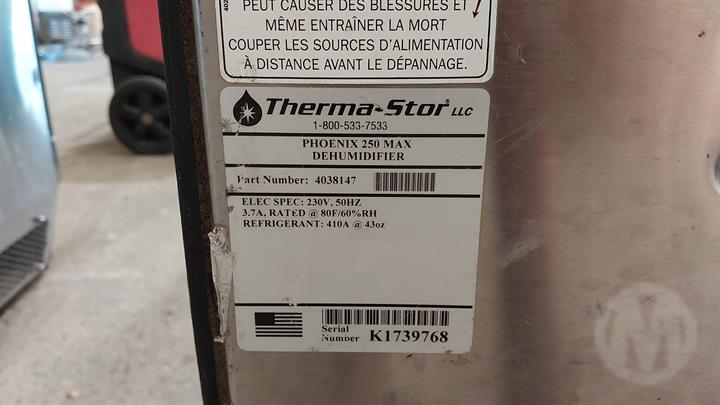 PEUT CAUSER DES BLESSURES ET
MÊME ENTRAÎNER LA MORT
COUPER LES SOURCES D'ALIMENTATION
À DISTANCE AVANT LE DÉPANNAGE.
Therma-Stor LLC
1-800-533-7533
PHOENIX 250 MAX
DEHUMIDIFIER
Part Number: 4038147
ELEC SPEC: 230V, 50HZ
3.7A, RATED @ 80F/60%RH
REFRIGERANT: 410A @ 43oz
Serial
Number K1739768
M